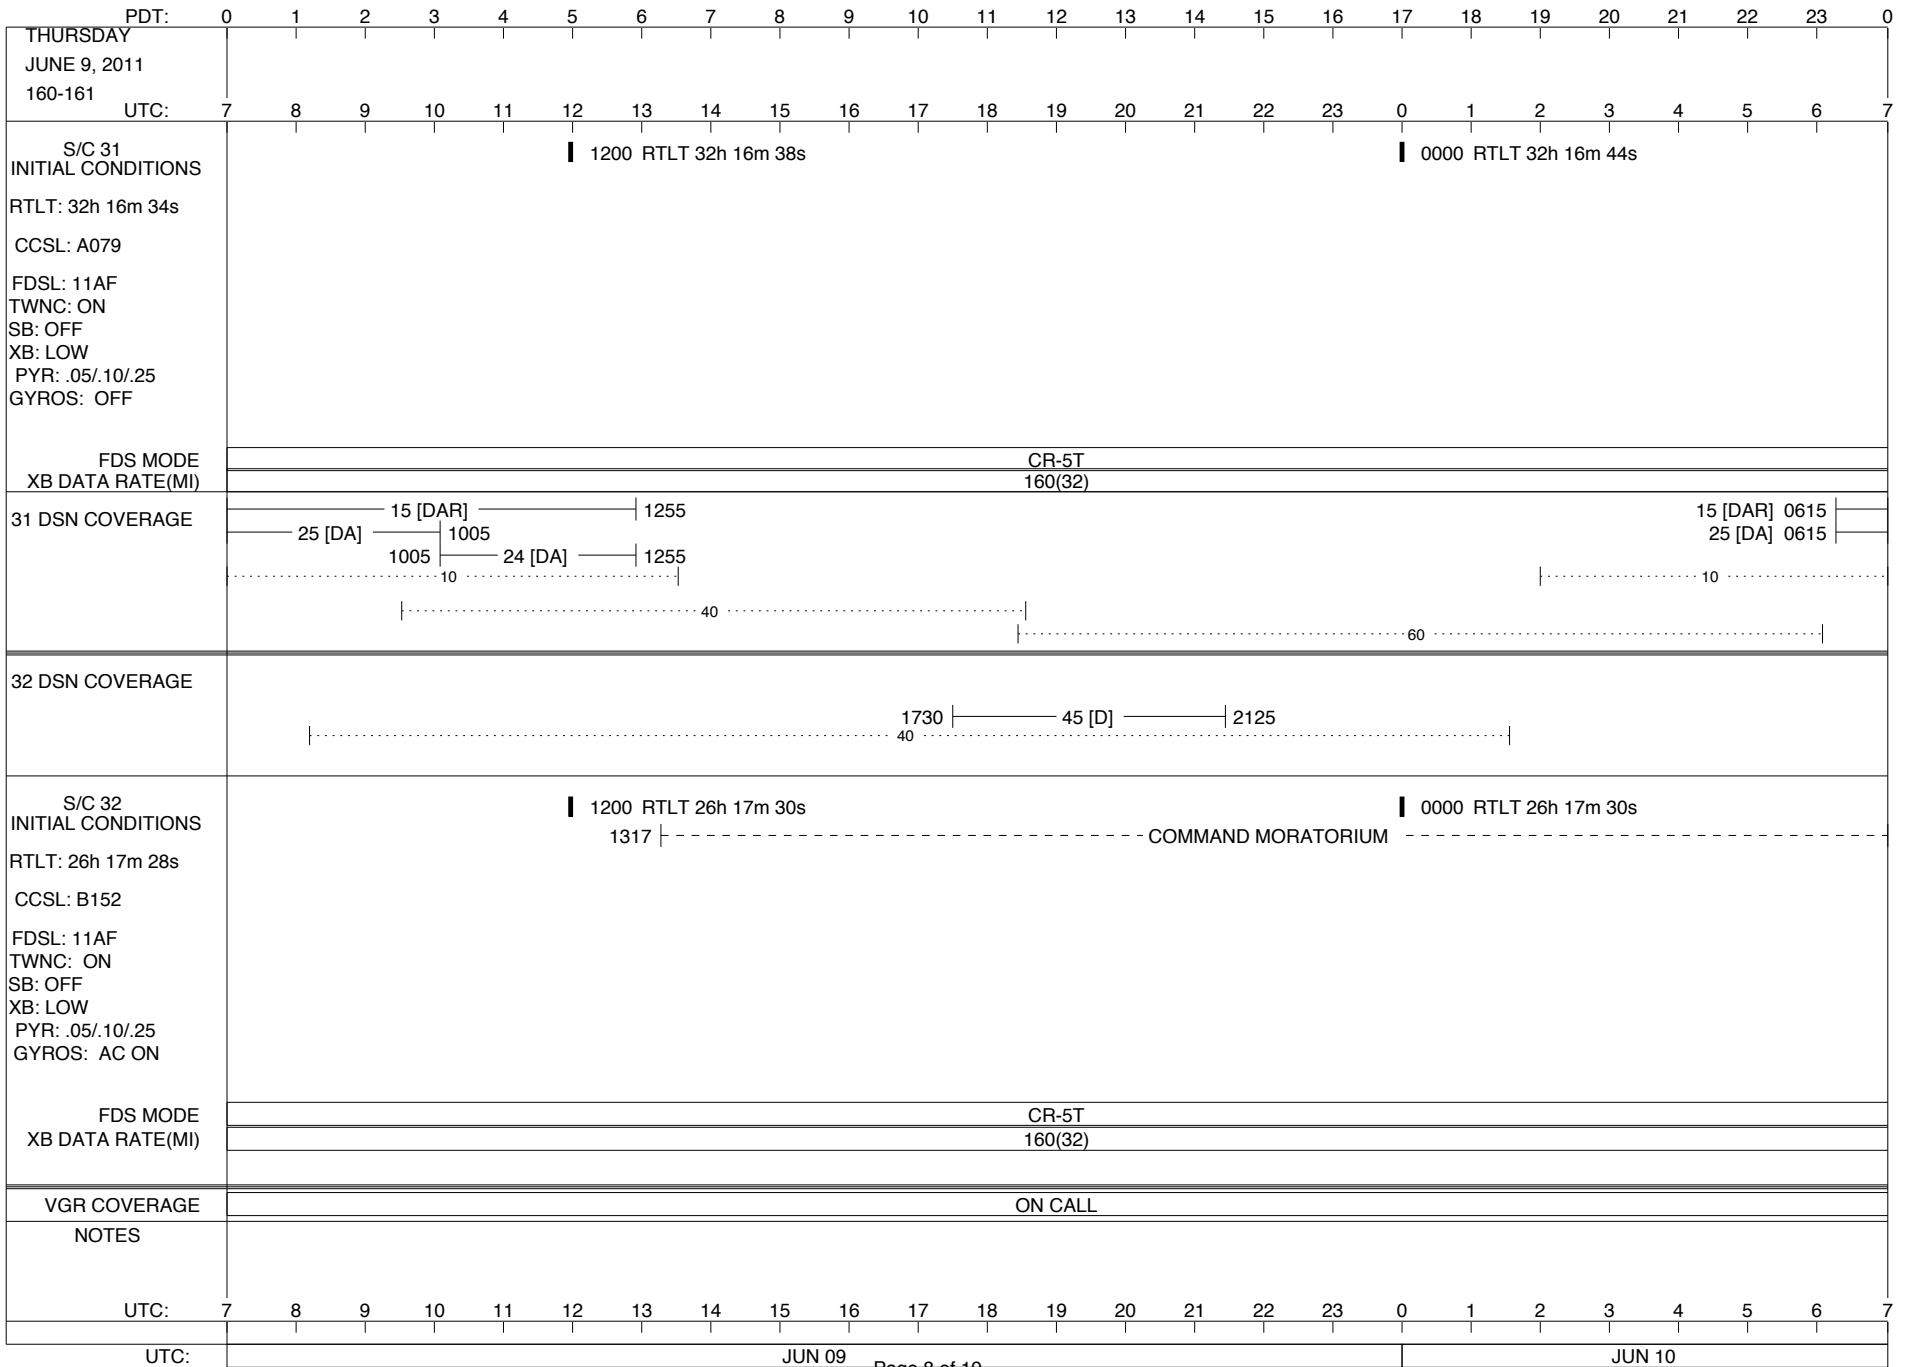 PDT: 0 1 2 3 4 5 6 7 8 9 10 11 12 13 14 15 16 17 18 19 20 21 22 23 0
THURSDAY
JUNE 9, 2011
160-161
UTC: 7 8 9 10 11 12 13 14 15 16 17 18 19 20 21 22 23 0 1 2 3 4 5 6 7
S/C 31
INITIAL CONDITIONS
1200 RTLT 32h 16m 38s
0000 RTLT 32h 16m 44s
RTLT: 32h 16m 34s
CCSL: A079
FDSL: 11AF
TWNC: ON
SB: OFF
XB: LOW
PYR: .05/.10/.25
GYROS: OFF
FDS MODE CR-5T
XB DATA RATE(MI) 160(32)
31 DSN COVERAGE
15 [DAR] 1255 15 [DAR] 0615
25 [DA] 1005 25 [DA] 0615
1005 24 [DA] 1255
10 10
40
60
32 DSN COVERAGE
1730 45 [D] 2125
40
S/C 32
INITIAL CONDITIONS
1200 RTLT 26h 17m 30s
0000 RTLT 26h 17m 30s
1317 COMMAND MORATORIUM
RTLT: 26h 17m 28s
CCSL: B152
FDSL: 11AF
TWNC: ON
SB: OFF
XB: LOW
PYR: .05/.10/.25
GYROS: AC ON
FDS MODE CR-5T
XB DATA RATE(MI) 160(32)
VGR COVERAGE ON CALL
NOTES
UTC: 7 8 9 10 11 12 13 14 15 16 17 18 19 20 21 22 23 0 1 2 3 4 5 6 7
UTC: JUN 09 JUN 10
Page 8 of 10